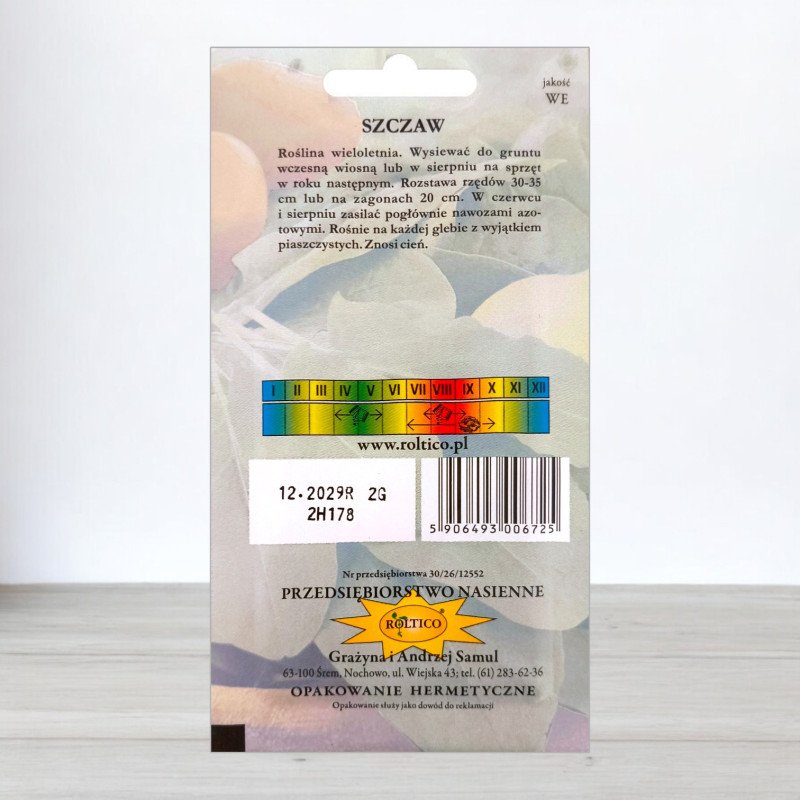 jakość
WE
SZCZAW
Roślina wieloletnia. Wysiewać do gruntu
wczesną wiosną lub w sierpniu na sprzęt
w roku następnym. Rozstawa rzędów 30-35
cm lub na zagonach 20 cm. W czerwcu
i sierpniu zasilać pogłównie nawozami azo-
towymi. Rośnie na każdej glebie z wyjątkiem
piaszczystych. Znosi cień.
I II III IV V VI VII VIII IX X XI XII
www.roltico.pl
12.2029R 2G
2H178
5 906493 006725
Nr przedsiębiorstwa 30/26/12552
PRZEDSIĘBIORSTWO NASIENNE
ROLTICO
®
Grażyna i Andrzej Samul
63-100 Śrem, Nochowo, ul. Wiejska 43; tel. (61) 283-62-36
OPAKOWANIE HERMETYCZNE
Opakowanie służy jako dowód do reklamacji